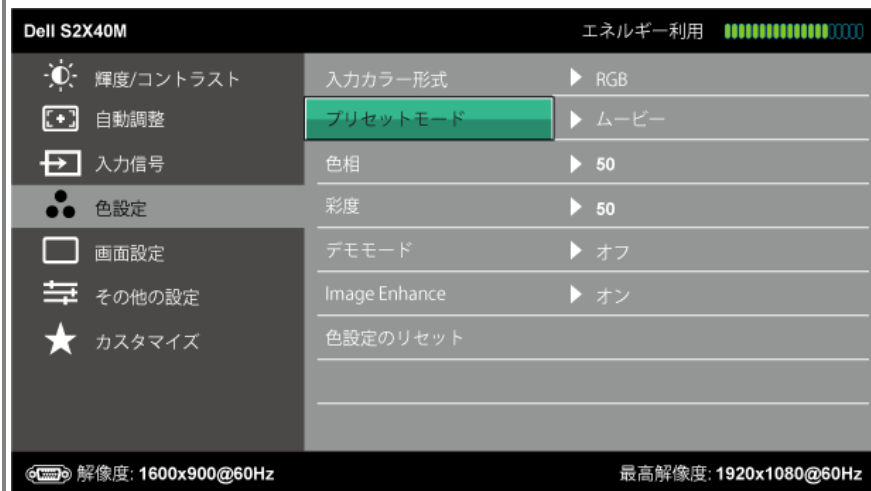 Dell S2X40M エネルギー利用
輝度/コントラスト
自動調整
入力信号
色設定
画面設定
その他の設定
カスタマイズ
入力カラー形式 RGB
プリセットモード ムービー
色相 50
彩度 50
デモモード オフ
Image Enhance オン
色設定のリセット
解像度: 1600x900@60Hz 最高解像度: 1920x1080@60Hz